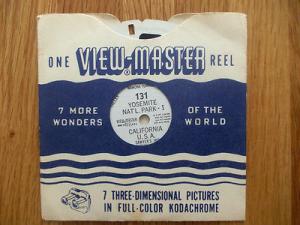 ONE VIEW-MASTER REEL
131
YOSEMITE
NAT'L. PARK - I
CALIFORNIA
U.S.A.
7 MORE WONDERS
OF THE WORLD
7 THREE-DIMENSIONAL PICTURES
IN FULL-COLOR KODACHROME